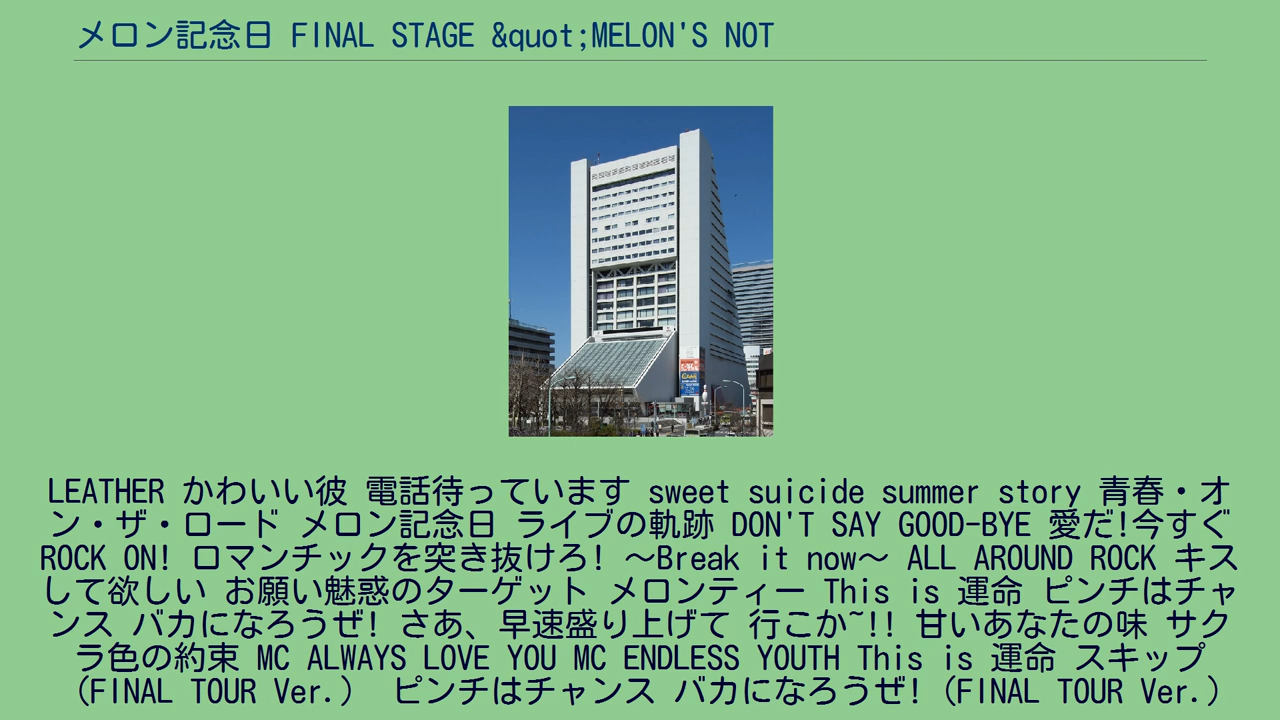 メロン記念日 FINAL STAGE &quot;MELON'S NOT
LEATHER かわいい彼 電話待っています sweet suicide summer story 青春・オ
ン・ザ・ロード メロン記念日 ライブの軌跡 DON'T SAY GOOD-BYE 愛だ!今すぐ
ROCK ON! ロマンチックを突き抜けろ! ～Break it now～ ALL AROUND ROCK キス
して欲しい お願い魅惑のターゲット メロンティー This is 運命 ピンチはチャ
ンス バカになろうぜ! さあ、早速盛り上げて 行こか~!! 甘いあなたの味 サク
ラ色の約束 MC ALWAYS LOVE YOU MC ENDLESS YOUTH This is 運命 スキップ
（FINAL TOUR Ver.） ピンチはチャンス バカになろうぜ!（FINAL TOUR Ver.）